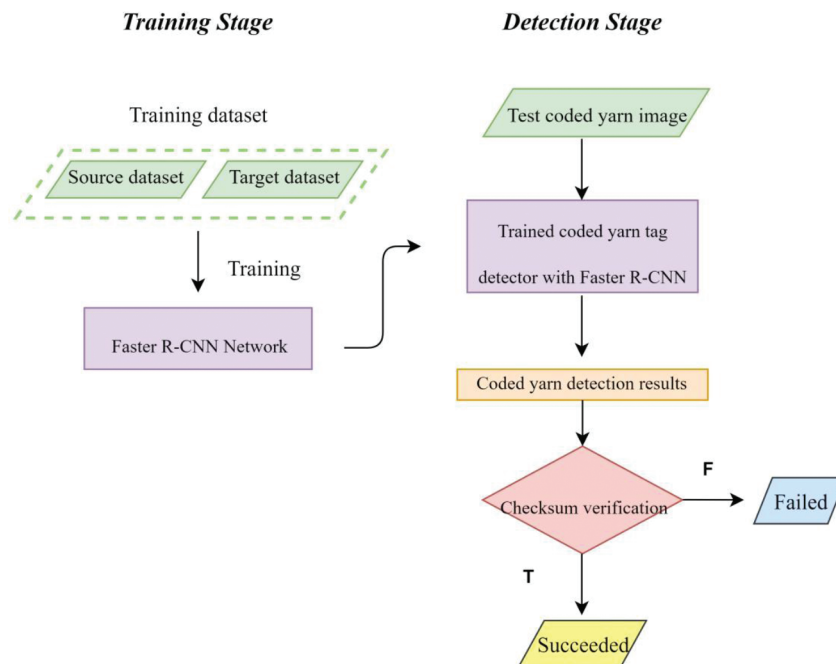 Training Stage
Detection Stage
Training dataset
Source dataset
Target dataset
Training
Faster R-CNN Network
Test coded yarn image
Trained coded yarn tag
detector with Faster R-CNN
Coded yarn detection results
Checksum verification
F
Failed
T
Succeeded